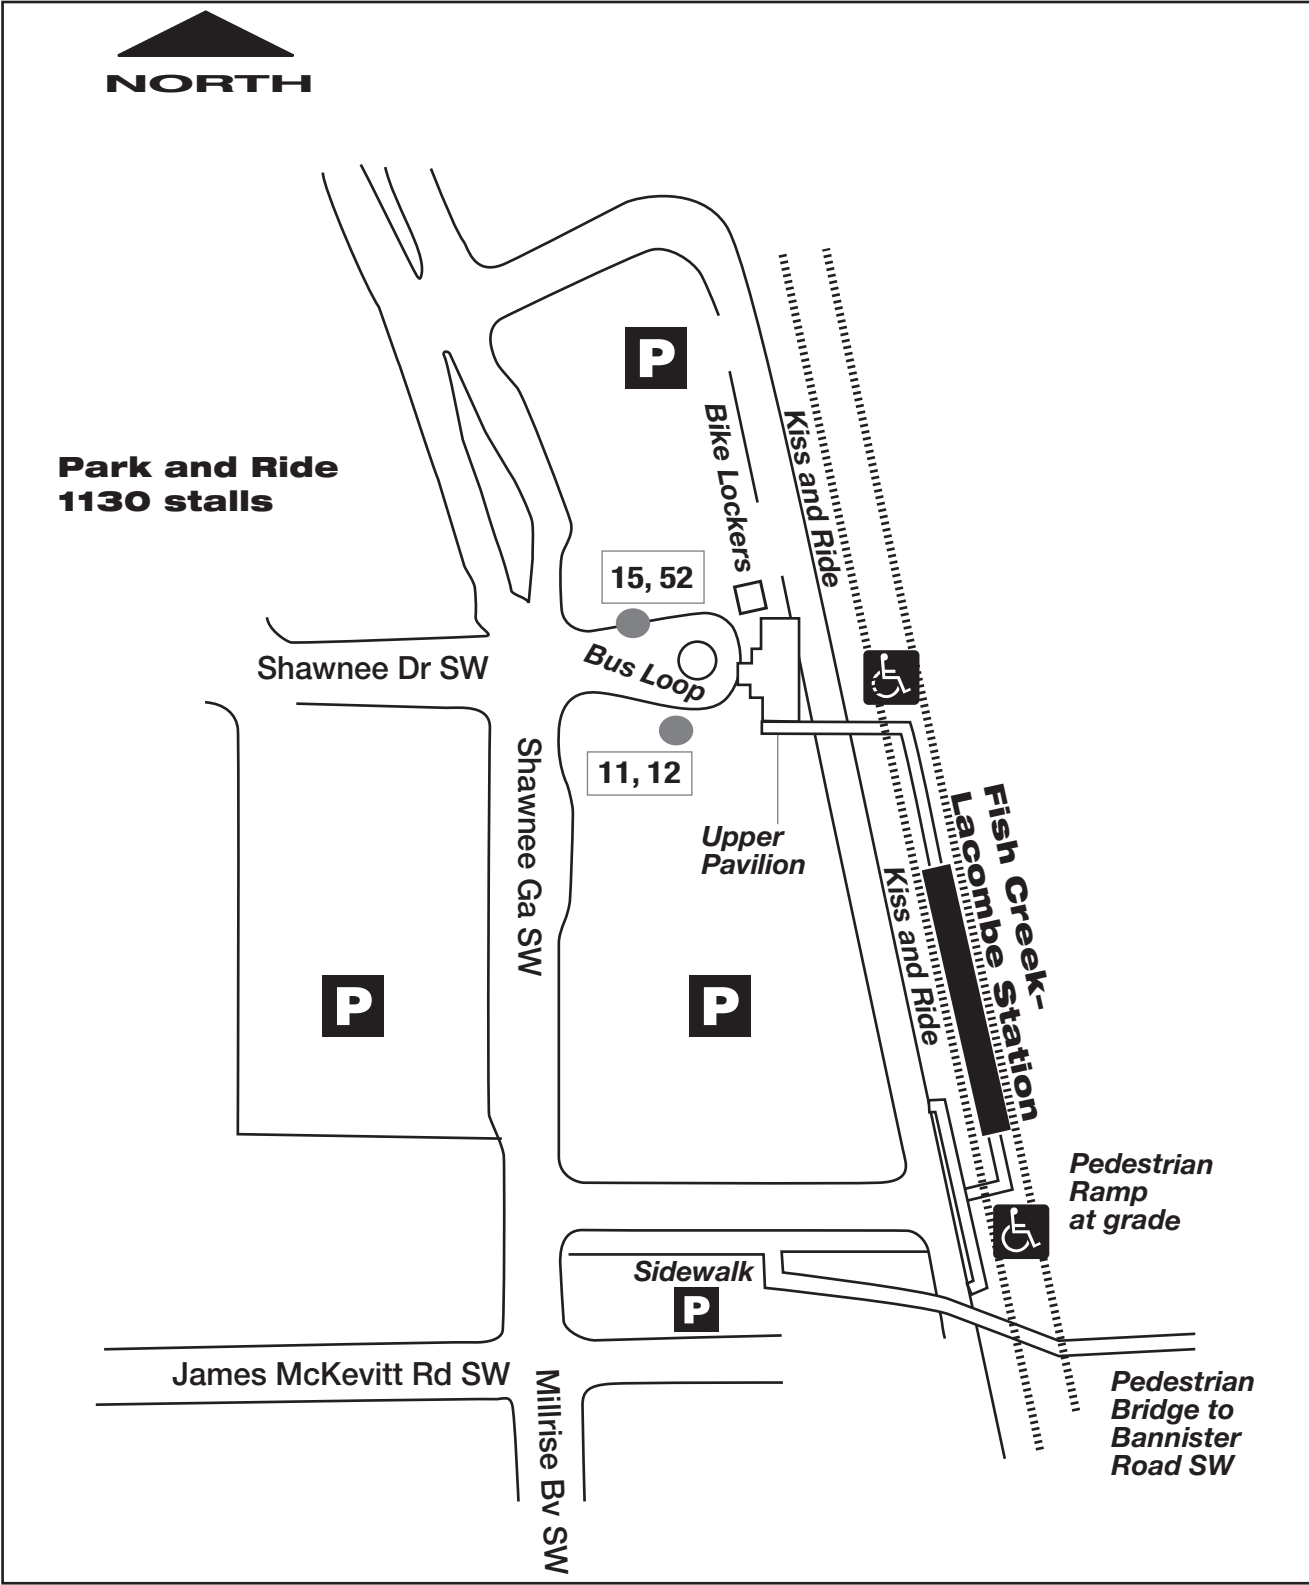 NORTH
P
Park and Ride
1130 stalls
Bike Lockers
Kiss and Ride
15, 52
Shawnee Dr SW
Bus Loop
11, 12
Shawnee Ga SW
Upper
Pavilion
Fish Creek-
Lacombe Station
Kiss and Ride
P
P
Pedestrian
Ramp
at grade
Sidewalk
P
James McKevitt Rd SW
Millrise Bv SW
Pedestrian
Bridge to
Bannister
Road SW